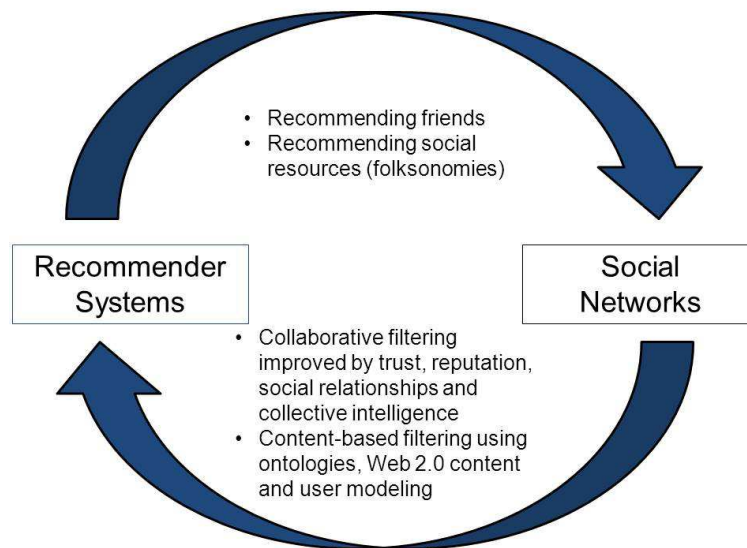 • Recommending friends
• Recommending social
resources (folksonomies)
Recommender
Systems
Social
Networks
• Collaborative filtering
improved by trust, reputation,
social relationships and
collective intelligence
• Content-based filtering using
ontologies, Web 2.0 content
and user modeling